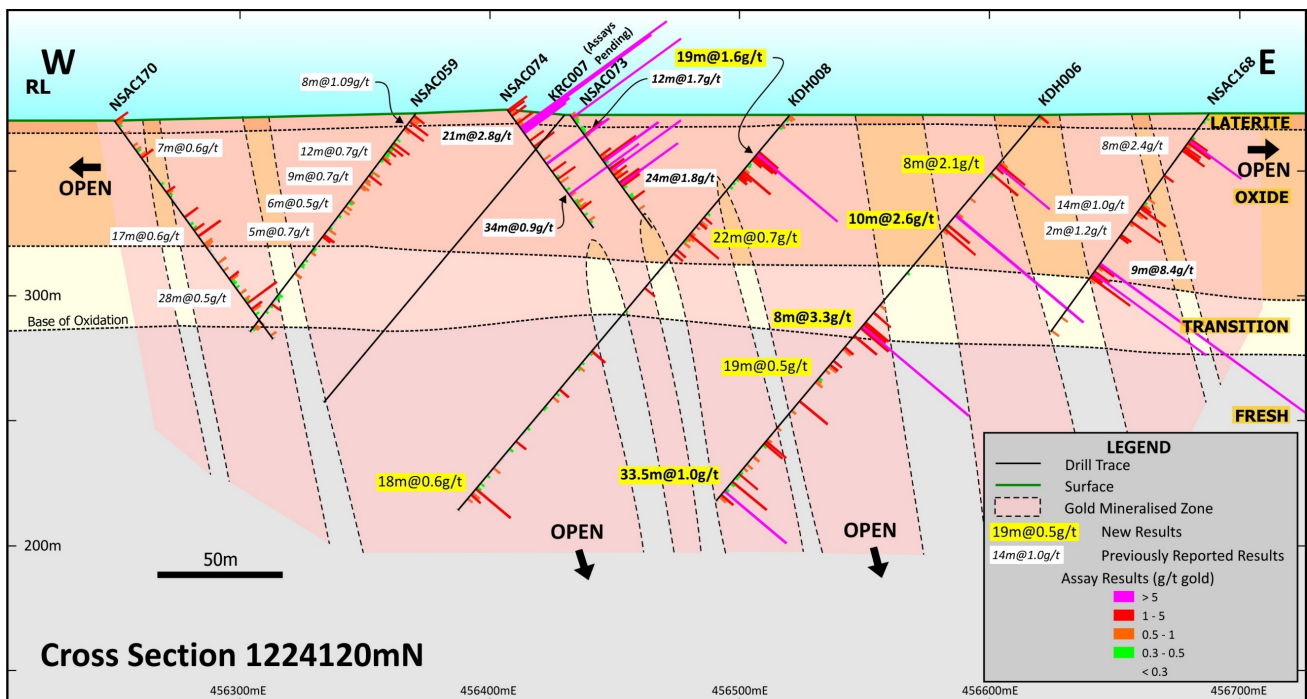 W
RL
E
NSAC170
NSAC059
NSAC074
KRC007 (Assays
Pending)
NSAC073
KDH008
KDH006
NSAC168
8m@1.09g/t
19m@1.6g/t
12m@1.7g/t
21m@2.8g/t
LATERITE
7m@0.6g/t
12m@0.7g/t
9m@0.7g/t
6m@0.5g/t
5m@0.7g/t
17m@0.6g/t
28m@0.5g/t
24m@1.8g/t
34m@0.9g/t
22m@0.7g/t
8m@2.1g/t
10m@2.6g/t
8m@2.4g/t
14m@1.0g/t
2m@1.2g/t
9m@8.4g/t
OPEN
OPEN
OXIDE
300m
Base of Oxidation
TRANSITION
8m@3.3g/t
19m@0.5g/t
FRESH
18m@0.6g/t
33.5m@1.0g/t
OPEN
OPEN
200m
50m
LEGEND
Drill Trace
Surface
Gold Mineralised Zone
19m@0.5g/t New Results
14m@1.0g/t Previously Reported Results
Assay Results (g/t gold)
> 5
1 - 5
0.5 - 1
0.3 - 0.5
< 0.3
Cross Section 1224120mN
456300mE
456400mE
456500mE
456600mE
456700mE